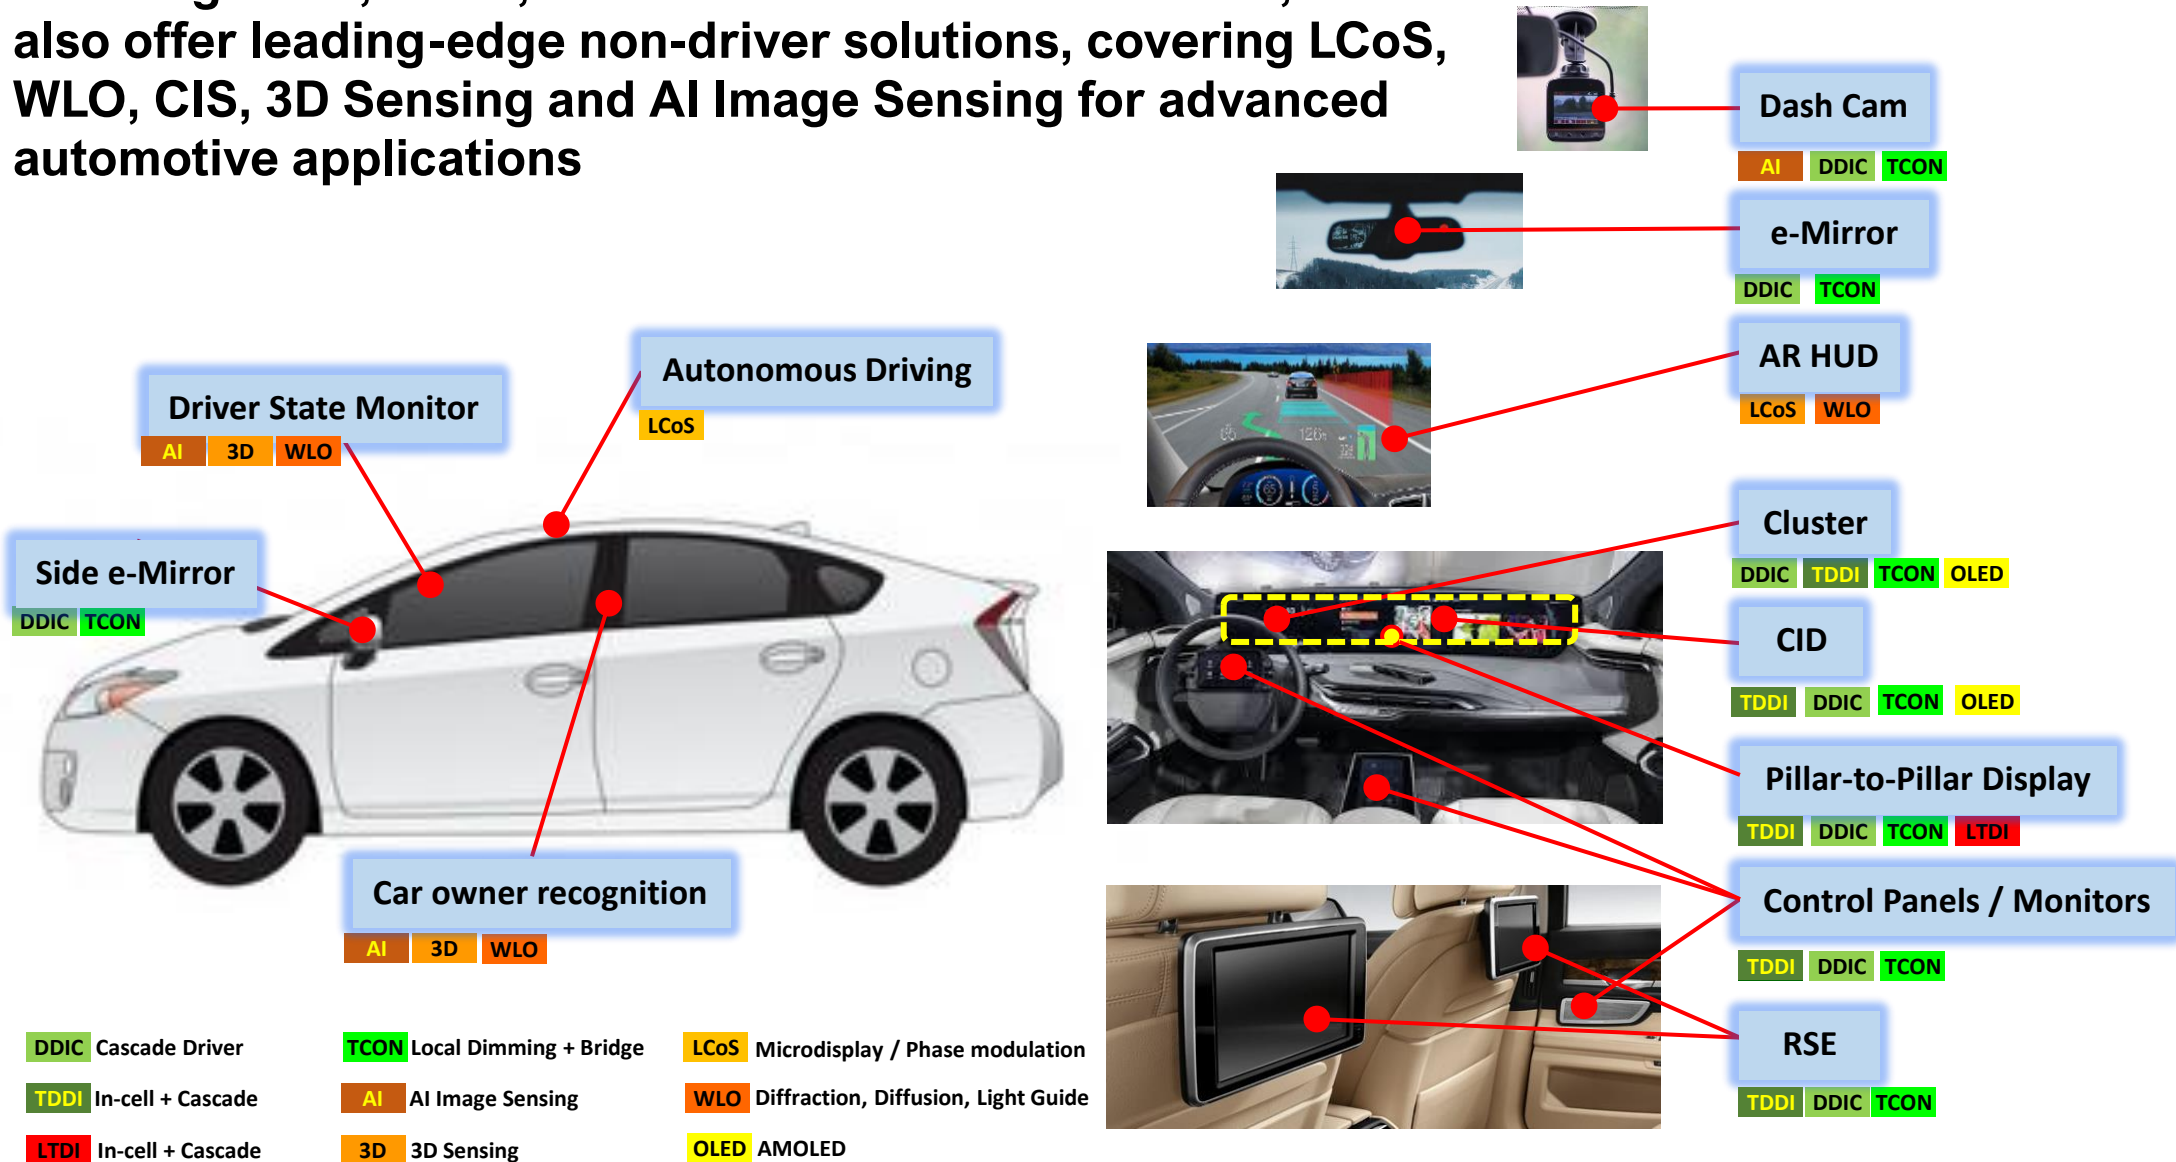 also offer leading-edge non-driver solutions, covering LCoS,
WLO, CIS, 3D Sensing and AI Image Sensing for advanced
automotive applications
Dash Cam
AI DDIC TCON
e-Mirror
DDIC TCON
AR HUD
LCoS WLO
Autonomous Driving
LCoS
Driver State Monitor
AI 3D WLO
Side e-Mirror
DDIC TCON
Car owner recognition
AI 3D WLO
Cluster
DDIC TDDI TCON OLED
CID
TDDI DDIC TCON OLED
Pillar-to-Pillar Display
TDDI DDIC TCON LTDI
Control Panels / Monitors
TDDI DDIC TCON
RSE
TDDI DDIC TCON
DDIC Cascade Driver
TCON Local Dimming + Bridge
LCoS Microdisplay / Phase modulation
TDDI In-cell + Cascade
AI AI Image Sensing
WLO Diffraction, Diffusion, Light Guide
LTDI In-cell + Cascade
3D 3D Sensing
OLED AMOLED